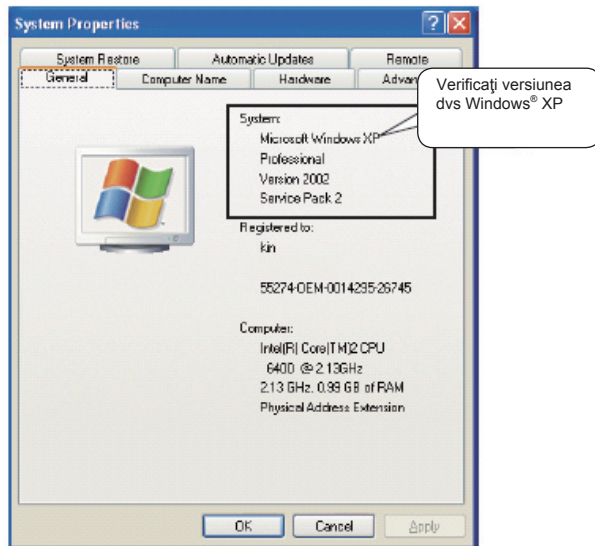 System Properties
System Restore Automatic Updates Remote
General Computer Name Hardware Advan
Verificaţi versiunea
dvs Windows® XP
System:
Microsoft Windows XP
Professional
Version 2002
Service Pack 2
Registered to:
kin
55274-OEM-0014295-26745
Computer:
Intel(R) Core(TM)2 CPU
6400 @ 2.13GHz
2.13 GHz, 0.99 GB of RAM
Physical Address Extension
OK Cancel Apply